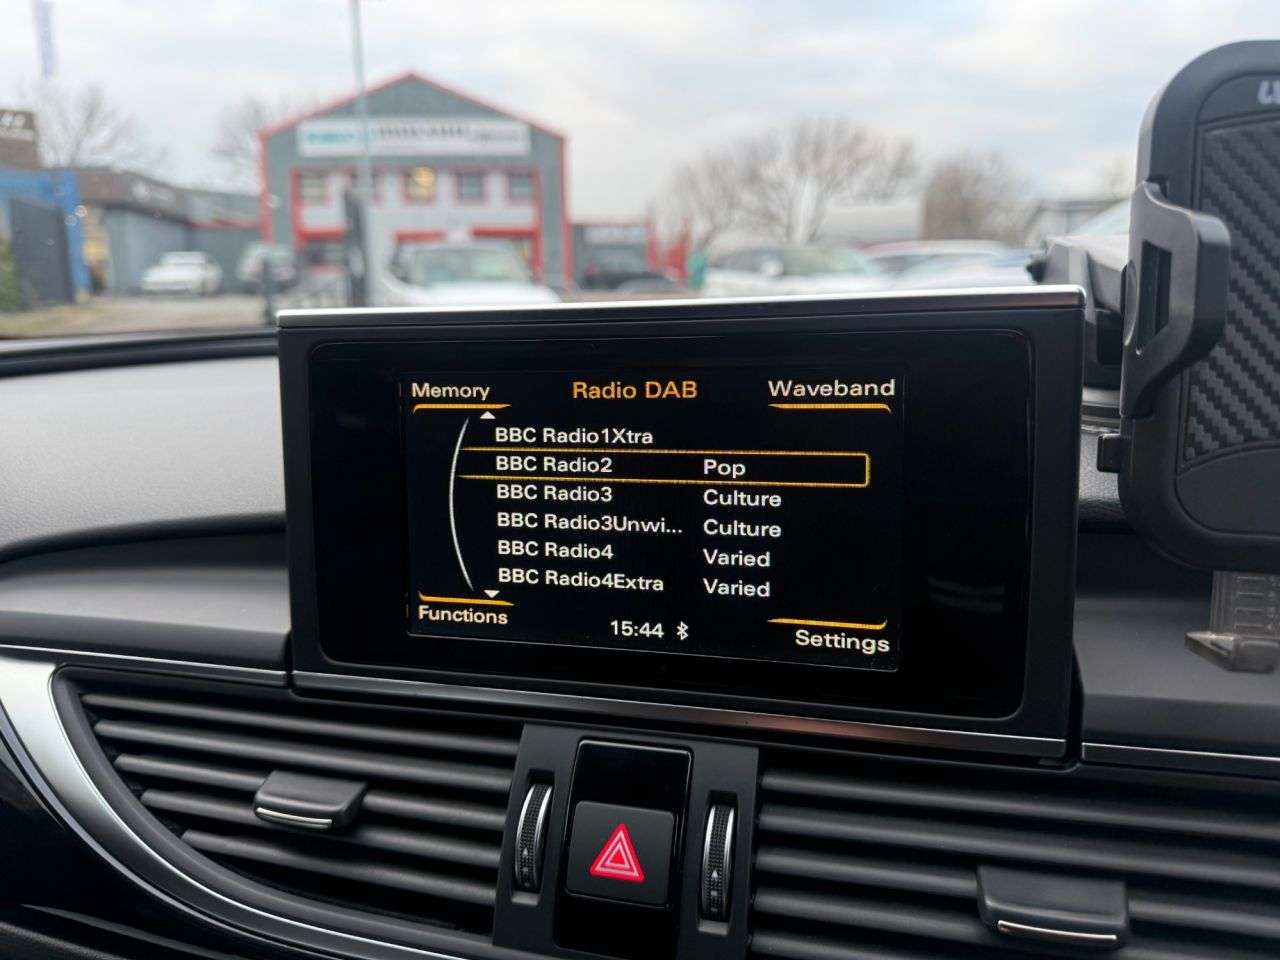 Memory Radio DAB Waveband
BBC Radio1Xtra
BBC Radio2 Pop
BBC Radio3 Culture
BBC Radio3Unwi... Culture
BBC Radio4 Varied
BBC Radio4Extra Varied
Functions 15:44 Settings